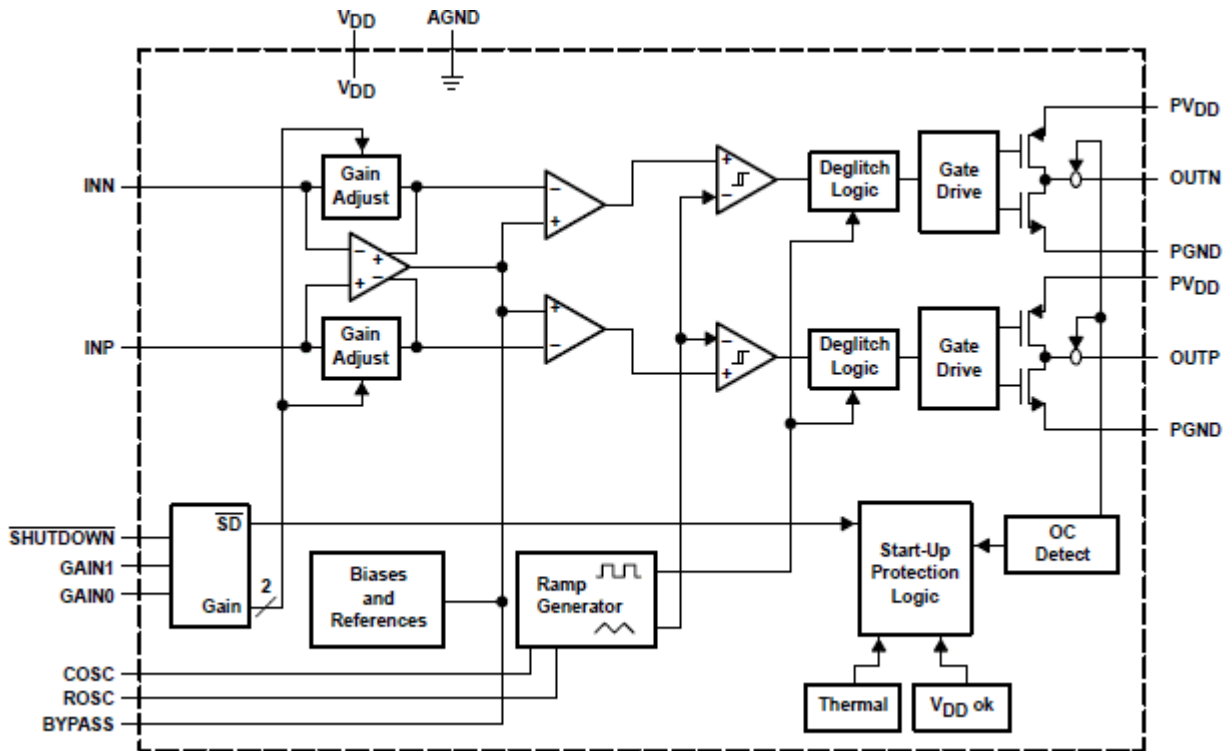 VDD
AGND
VDD
PVDD
INN
Gain
Adjust
−
+
+
−
Deglitch
Logic
Gate
Drive
OUTN
−
+
+
−
PGND
PVDD
INP
Gain
Adjust
+
−
−
+
Deglitch
Logic
Gate
Drive
OUTP
PGND
SHUTDOWN
GAIN1
GAIN0
SD
Gain
2
Biases
and
References
Ramp
Generator
Start-Up
Protection
Logic
OC
Detect
COSC
ROSC
BYPASS
Thermal
VDD ok